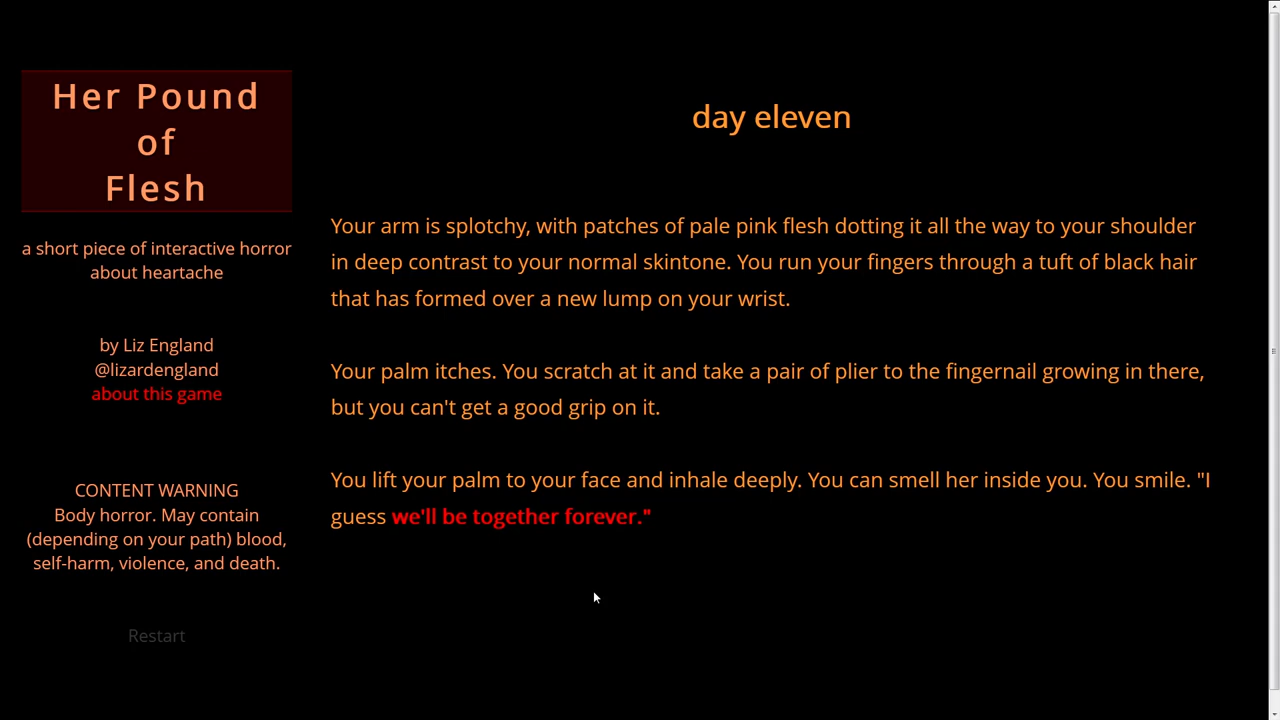 Her Pound
of
Flesh
a short piece of interactive horror
about heartache
by Liz England
@lizardengland
about this game
CONTENT WARNING
Body horror. May contain
(depending on your path) blood,
self-harm, violence, and death.
Restart
day eleven
Your arm is splotchy, with patches of pale pink flesh dotting it all the way to your shoulder
in deep contrast to your normal skintone. You run your fingers through a tuft of black hair
that has formed over a new lump on your wrist.
Your palm itches. You scratch at it and take a pair of plier to the fingernail growing in there,
but you can't get a good grip on it.
You lift your palm to your face and inhale deeply. You can smell her inside you. You smile. "I
guess we'll be together forever."